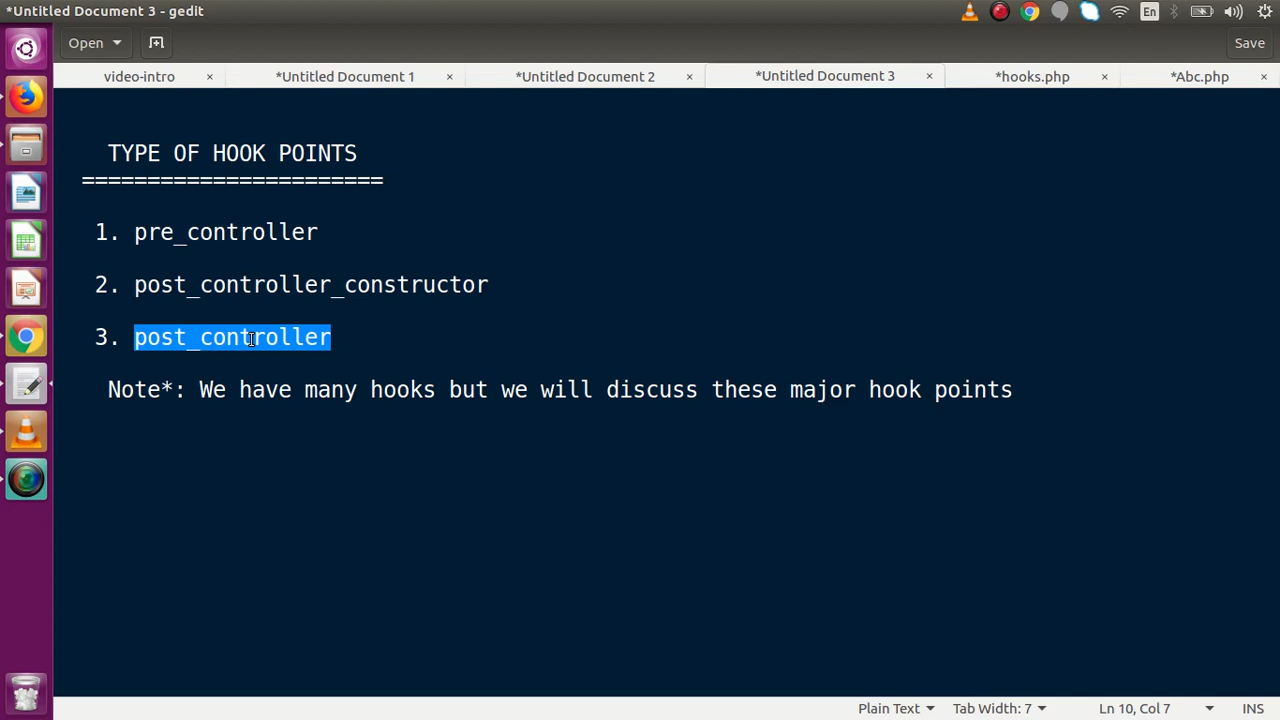 *Untitled Document 3 - gedit
En
Open
Save
video-intro × *Untitled Document 1 × *Untitled Document 2 × *Untitled Document 3 × *hooks.php × *Abc.php ×
TYPE OF HOOK POINTS
=======================
1. pre_controller
2. post_controller_constructor
3. post_controller
Note*: We have many hooks but we will discuss these major hook points
Plain Text Tab Width: 7 Ln 10, Col 7 INS